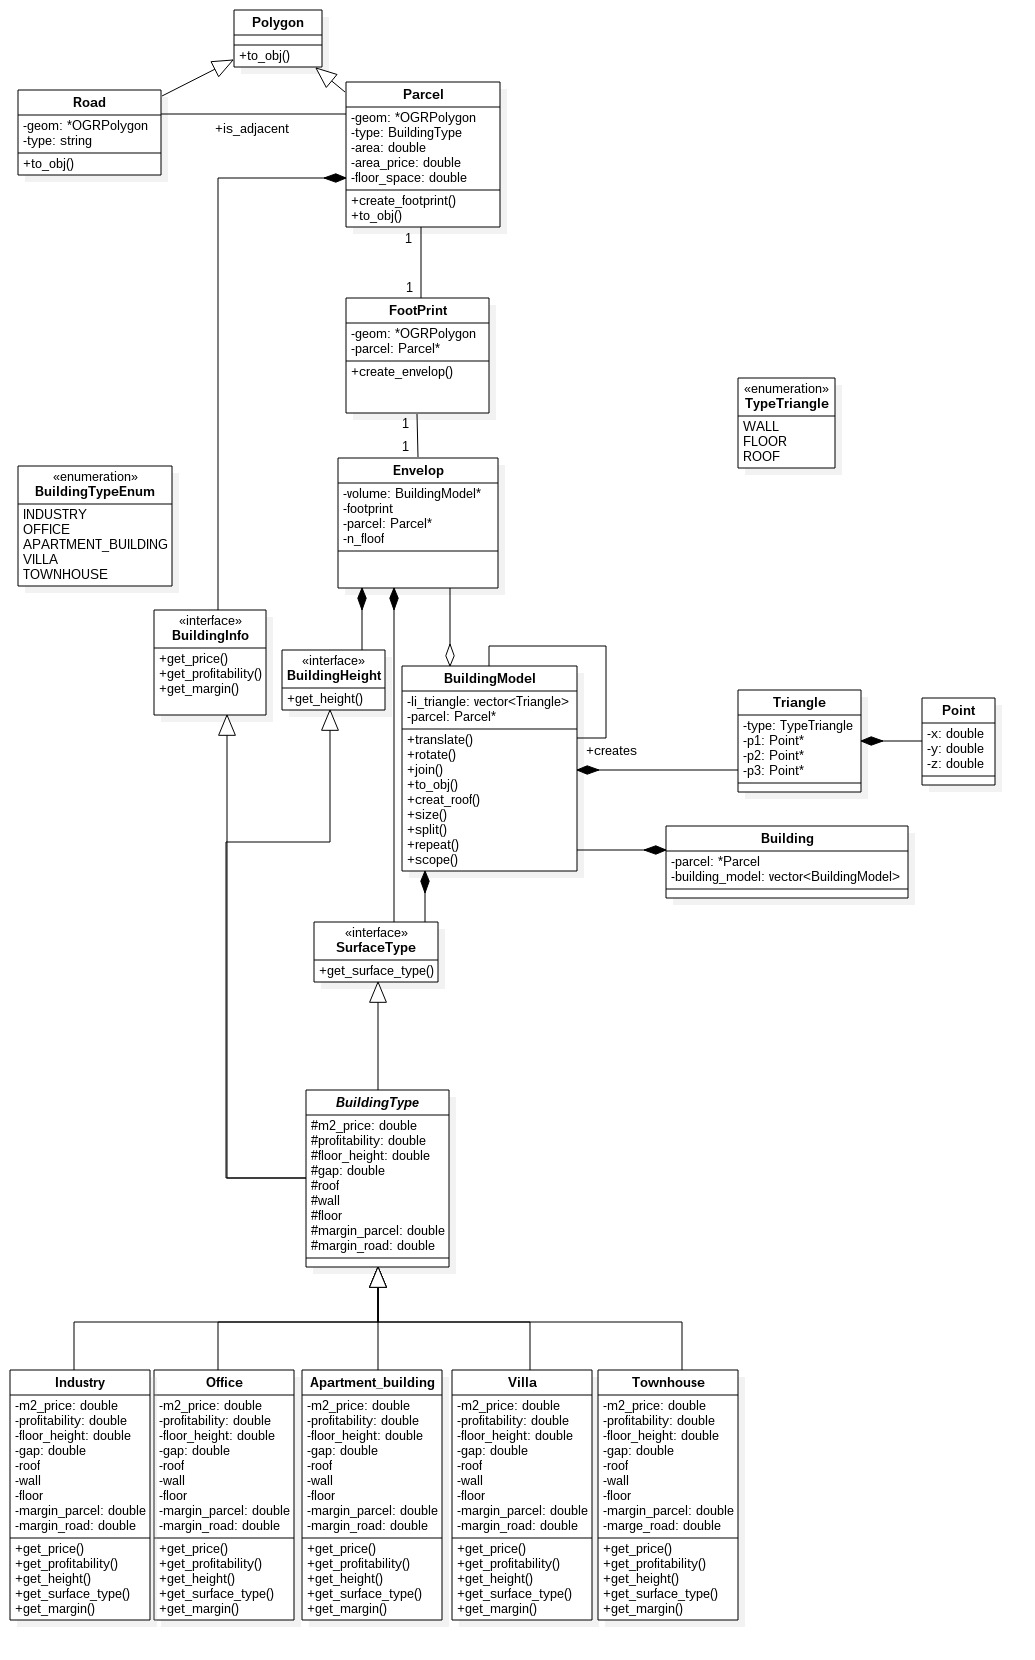 Polygon
+to_obj()
Road
-geom: *OGRPolygon
-type: string
+to_obj()
+is_adjacent
Parcel
-geom: *OGRPolygon
-type: BuildingType
-area: double
-area_price: double
-floor_space: double
+create_footprint()
+to_obj()
1
1
FootPrint
-geom: *OGRPolygon
-parcel: Parcel*
+create_envelop()
1
1
«enumeration»
TypeTriangle
WALL
FLOOR
ROOF
«enumeration»
BuildingTypeEnum
INDUSTRY
OFFICE
APARTMENT_BUILDING
VILLA
TOWNHOUSE
Envelop
-volume: BuildingModel*
-footprint
-parcel: Parcel*
-n_floof
«interface»
BuildingInfo
+get_price()
+get_profitability()
+get_margin()
«interface»
BuildingHeight
+get_height()
BuildingModel
-li_triangle: vector<Triangle>
-parcel: Parcel*
+translate()
+rotate()
+join()
+to_obj()
+creat_roof()
+size()
+split()
+repeat()
+scope()
+creates
Triangle
-type: TypeTriangle
-p1: Point*
-p2: Point*
-p3: Point*
Point
-x: double
-y: double
-z: double
Building
-parcel: *Parcel
-building_model: vector<BuildingModel>
«interface»
SurfaceType
+get_surface_type()
BuildingType
#m2_price: double
#profitability: double
#floor_height: double
#gap: double
#roof
#wall
#floor
#margin_parcel: double
#margin_road: double
Industry
-m2_price: double
-profitability: double
-floor_height: double
-gap: double
-roof
-wall
-floor
-margin_parcel: double
-margin_road: double
+get_price()
+get_profitability()
+get_height()
+get_surface_type()
+get_margin()
Office
-m2_price: double
-profitability: double
-floor_height: double
-gap: double
-roof
-wall
-floor
-margin_parcel: double
-margin_road: double
+get_price()
+get_profitability()
+get_height()
+get_surface_type()
+get_margin()
Apartment_building
-m2_price: double
-profitability: double
-floor_height: double
-gap: double
-roof
-wall
-floor
-margin_parcel: double
-margin_road: double
+get_price()
+get_profitability()
+get_height()
+get_surface_type()
+get_margin()
Villa
-m2_price: double
-profitability: double
-floor_height: double
-gap: double
-roof
-wall
-floor
-margin_parcel: double
-margin_road: double
+get_price()
+get_profitability()
+get_height()
+get_surface_type()
+get_margin()
Townhouse
-m2_price: double
-profitability: double
-floor_height: double
-gap: double
-roof
-wall
-floor
-margin_parcel: double
-marge_road: double
+get_price()
+get_profitability()
+get_height()
+get_surface_type()
+get_margin()